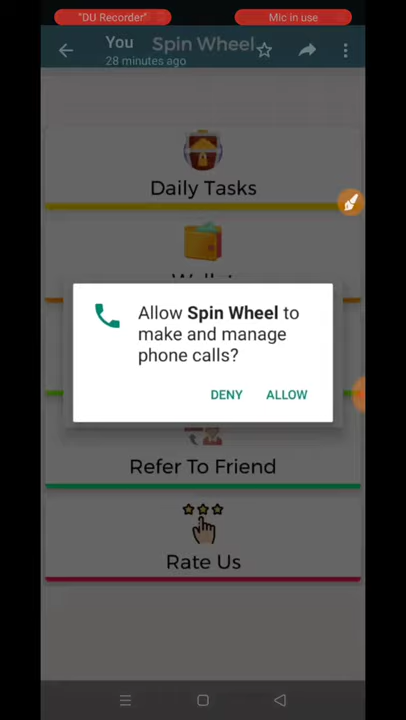 "DU Recorder"
Mic in use
You
Spin Wheel
28 minutes ago
Daily Tasks
Allow Spin Wheel to
make and manage
phone calls?
DENY
ALLOW
Refer To Friend
Rate Us